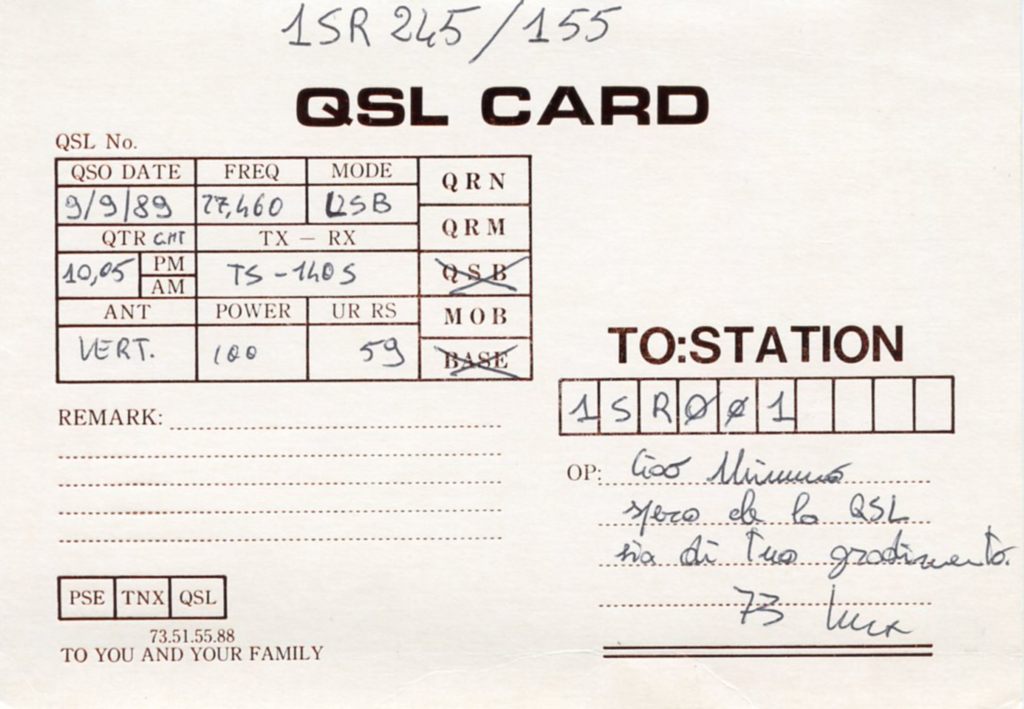 1SR 245/155
QSL CARD
QSL No.
QSO DATE FREQ MODE QRN
9/9/89 27,460 USB
QRM
QTR GMT TX - RX
10,05 PM TS-140S QSB
AM
ANT POWER UR RS MOB
VERT. 100 59 BASE
TO:STATION
1SR001
REMARK:
OP: Ciao Mimmo
spero che la QSL
sia di tuo gradimento.
73 Luca
PSE TNX QSL
73.51.55.88
TO YOU AND YOUR FAMILY